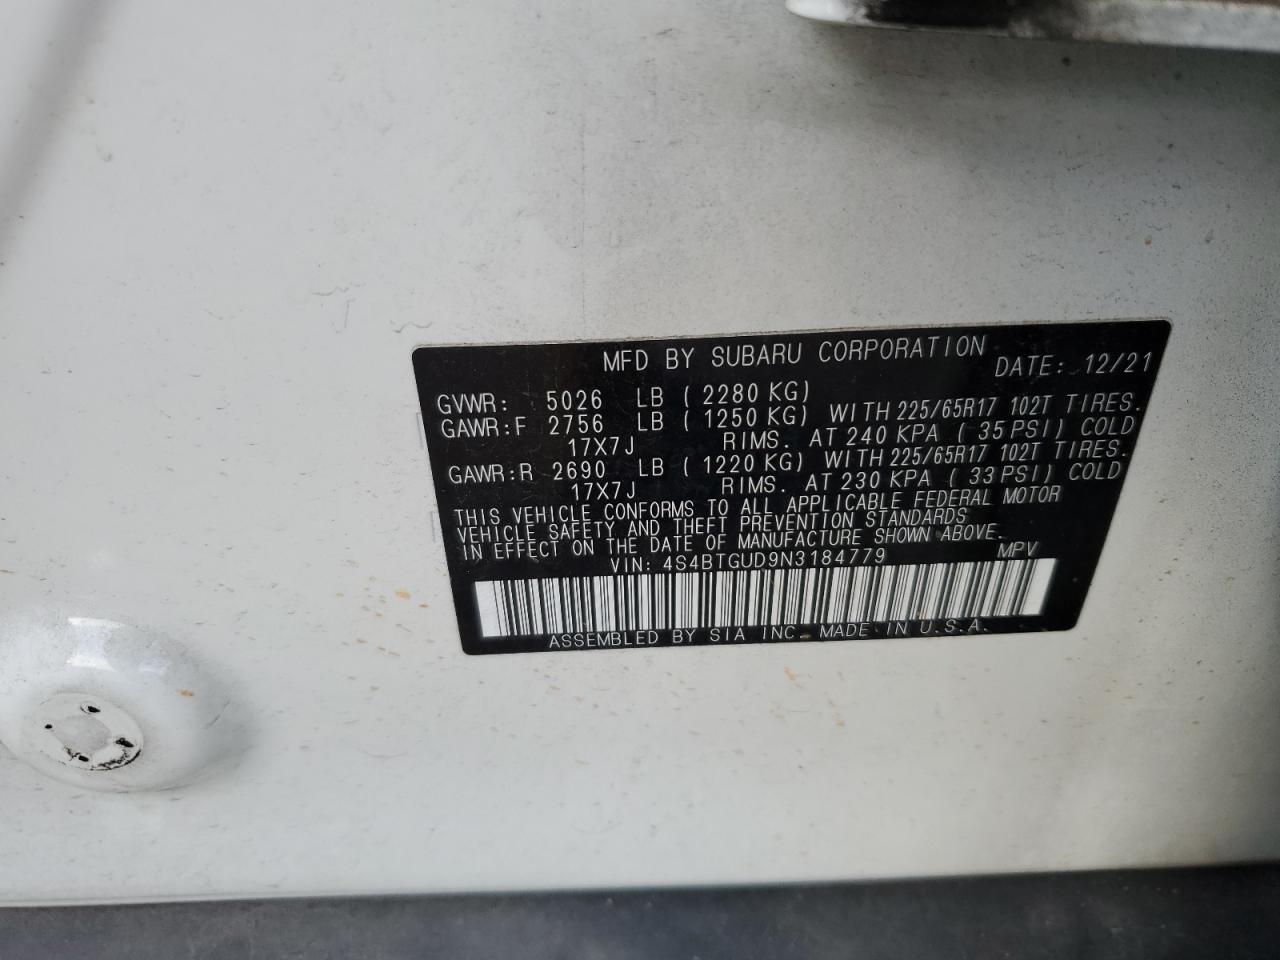 MFD BY SUBARU CORPORATION DATE: 12/21
GVWR: 5026 LB ( 2280 KG)
GAWR:F 2756 LB ( 1250 KG) WITH 225/65R17 102T TIRES.
17X7J RIMS. AT 240 KPA ( 35 PSI) COLD
GAWR:R 2690 LB ( 1220 KG) WITH 225/65R17 102T TIRES.
17X7J RIMS. AT 230 KPA ( 33 PSI) COLD
THIS VEHICLE CONFORMS TO ALL APPLICABLE FEDERAL MOTOR
VEHICLE SAFETY AND THEFT PREVENTION STANDARDS
IN EFFECT ON THE DATE OF MANUFACTURE SHOWN ABOVE.
VIN: 4S4BTGUD9N3184779 MPV
ASSEMBLED BY SIA INC. MADE IN U.S.A.